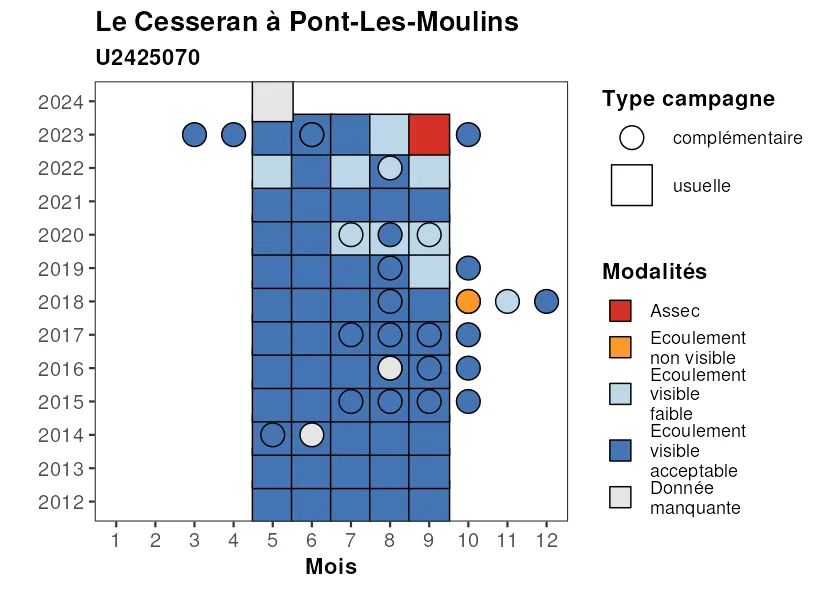 Le Cesseran à Pont-Les-Moulins
U2425070
2024
2023
2022
2021
2020
2019
2018
2017
2016
2015
2014
2013
2012
1 2 3 4 5 6 7 8 9 10 11 12
Mois
Type campagne
complémentaire
usuelle
Modalités
Assec
Ecoulement
non visible
Ecoulement
visible
faible
Ecoulement
visible
acceptable
Donnée
manquante